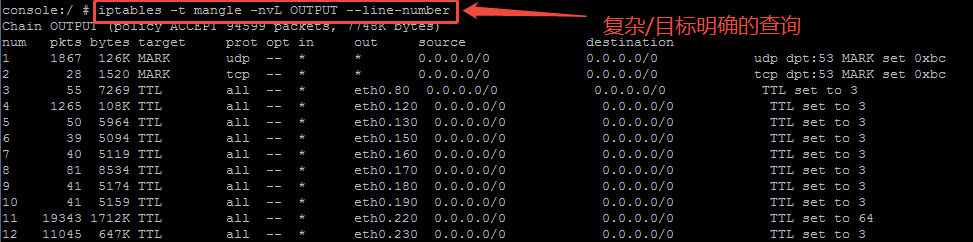 console:/ # iptables -t mangle -nvL OUTPUT --line-number
复杂/目标明确的查询
Chain OUTPUT (policy ACCEPT 94599 packets, 7748K bytes)
num pkts bytes target prot opt in out source destination
1 1867 126K MARK udp -- * * 0.0.0.0/0 0.0.0.0/0 udp dpt:53 MARK set 0xbc
2 28 1520 MARK tcp -- * * 0.0.0.0/0 0.0.0.0/0 tcp dpt:53 MARK set 0xbc
3 55 7269 TTL all -- * eth0.80 0.0.0.0/0 0.0.0.0/0 TTL set to 3
4 1265 108K TTL all -- * eth0.120 0.0.0.0/0 0.0.0.0/0 TTL set to 3
5 50 5964 TTL all -- * eth0.130 0.0.0.0/0 0.0.0.0/0 TTL set to 3
6 39 5094 TTL all -- * eth0.150 0.0.0.0/0 0.0.0.0/0 TTL set to 3
7 40 5119 TTL all -- * eth0.160 0.0.0.0/0 0.0.0.0/0 TTL set to 3
8 81 8534 TTL all -- * eth0.170 0.0.0.0/0 0.0.0.0/0 TTL set to 3
9 41 5174 TTL all -- * eth0.180 0.0.0.0/0 0.0.0.0/0 TTL set to 3
10 41 5159 TTL all -- * eth0.190 0.0.0.0/0 0.0.0.0/0 TTL set to 3
11 19343 1712K TTL all -- * eth0.220 0.0.0.0/0 0.0.0.0/0 TTL set to 64
12 11045 647K TTL all -- * eth0.230 0.0.0.0/0 0.0.0.0/0 TTL set to 3